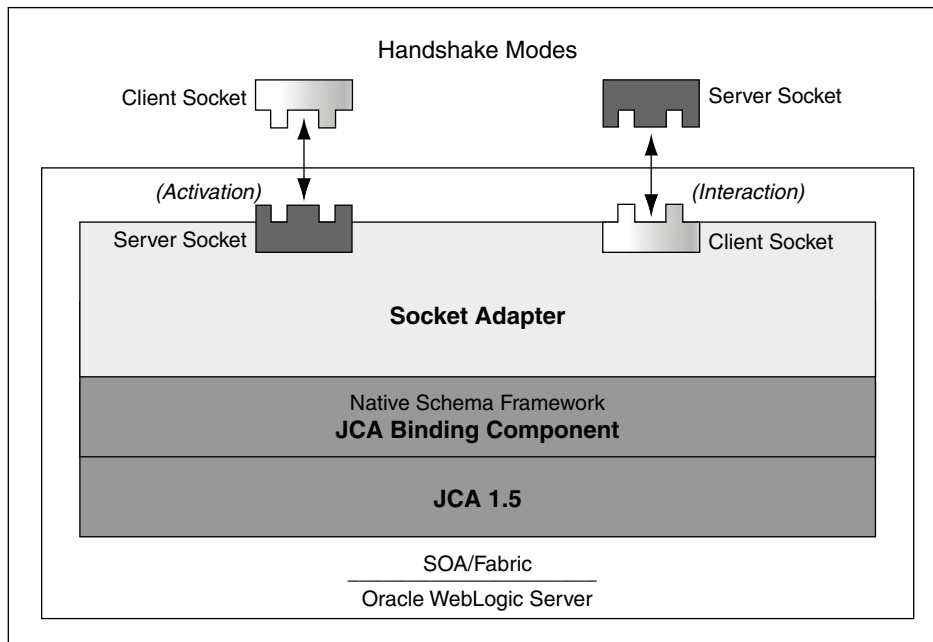 Handshake Modes
Client Socket
Server Socket
(Activation)
(Interaction)
Server Socket
Client Socket
Socket Adapter
Native Schema Framework
JCA Binding Component
JCA 1.5
SOA/Fabric
Oracle WebLogic Server